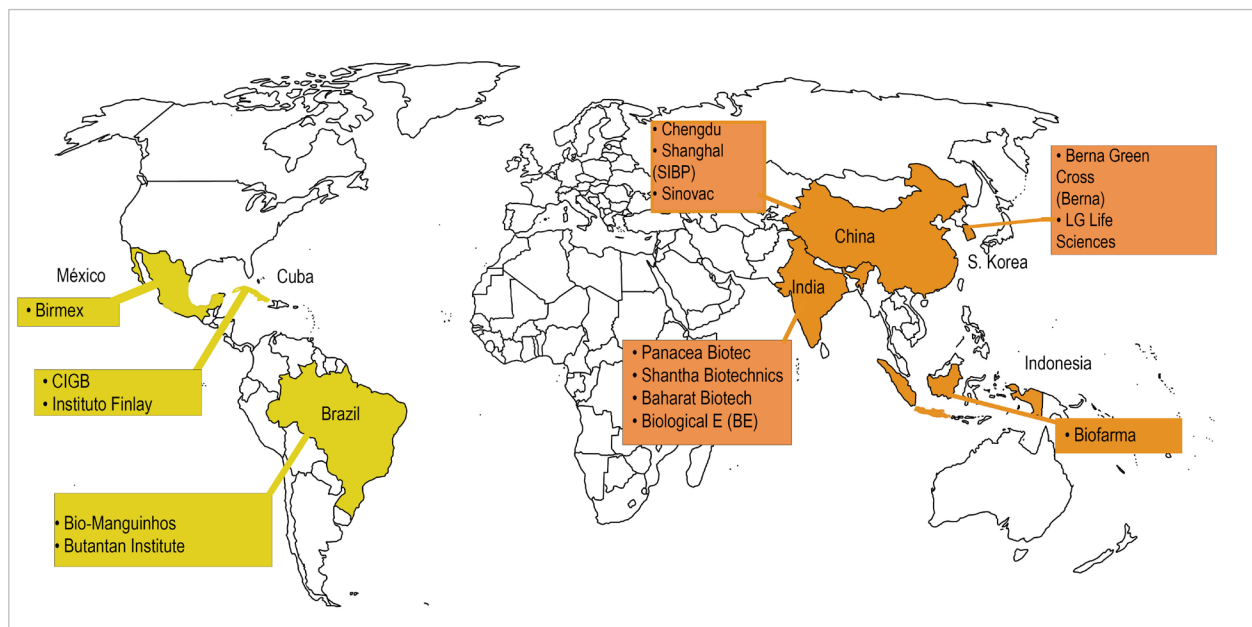 • Chengdu
• Shanghal
(SIBP)
• Sinovac
• Berna Green
Cross
(Berna)
• LG Life
Sciences
China
S. Korea
México
Cuba
India
• Birmex
• Panacea Biotec
• Shantha Biotechnics
• Baharat Biotech
• Biological E (BE)
Indonesia
• CIGB
• Instituto Finlay
Brazil
• Biofarma
• Bio-Manguinhos
• Butantan Institute